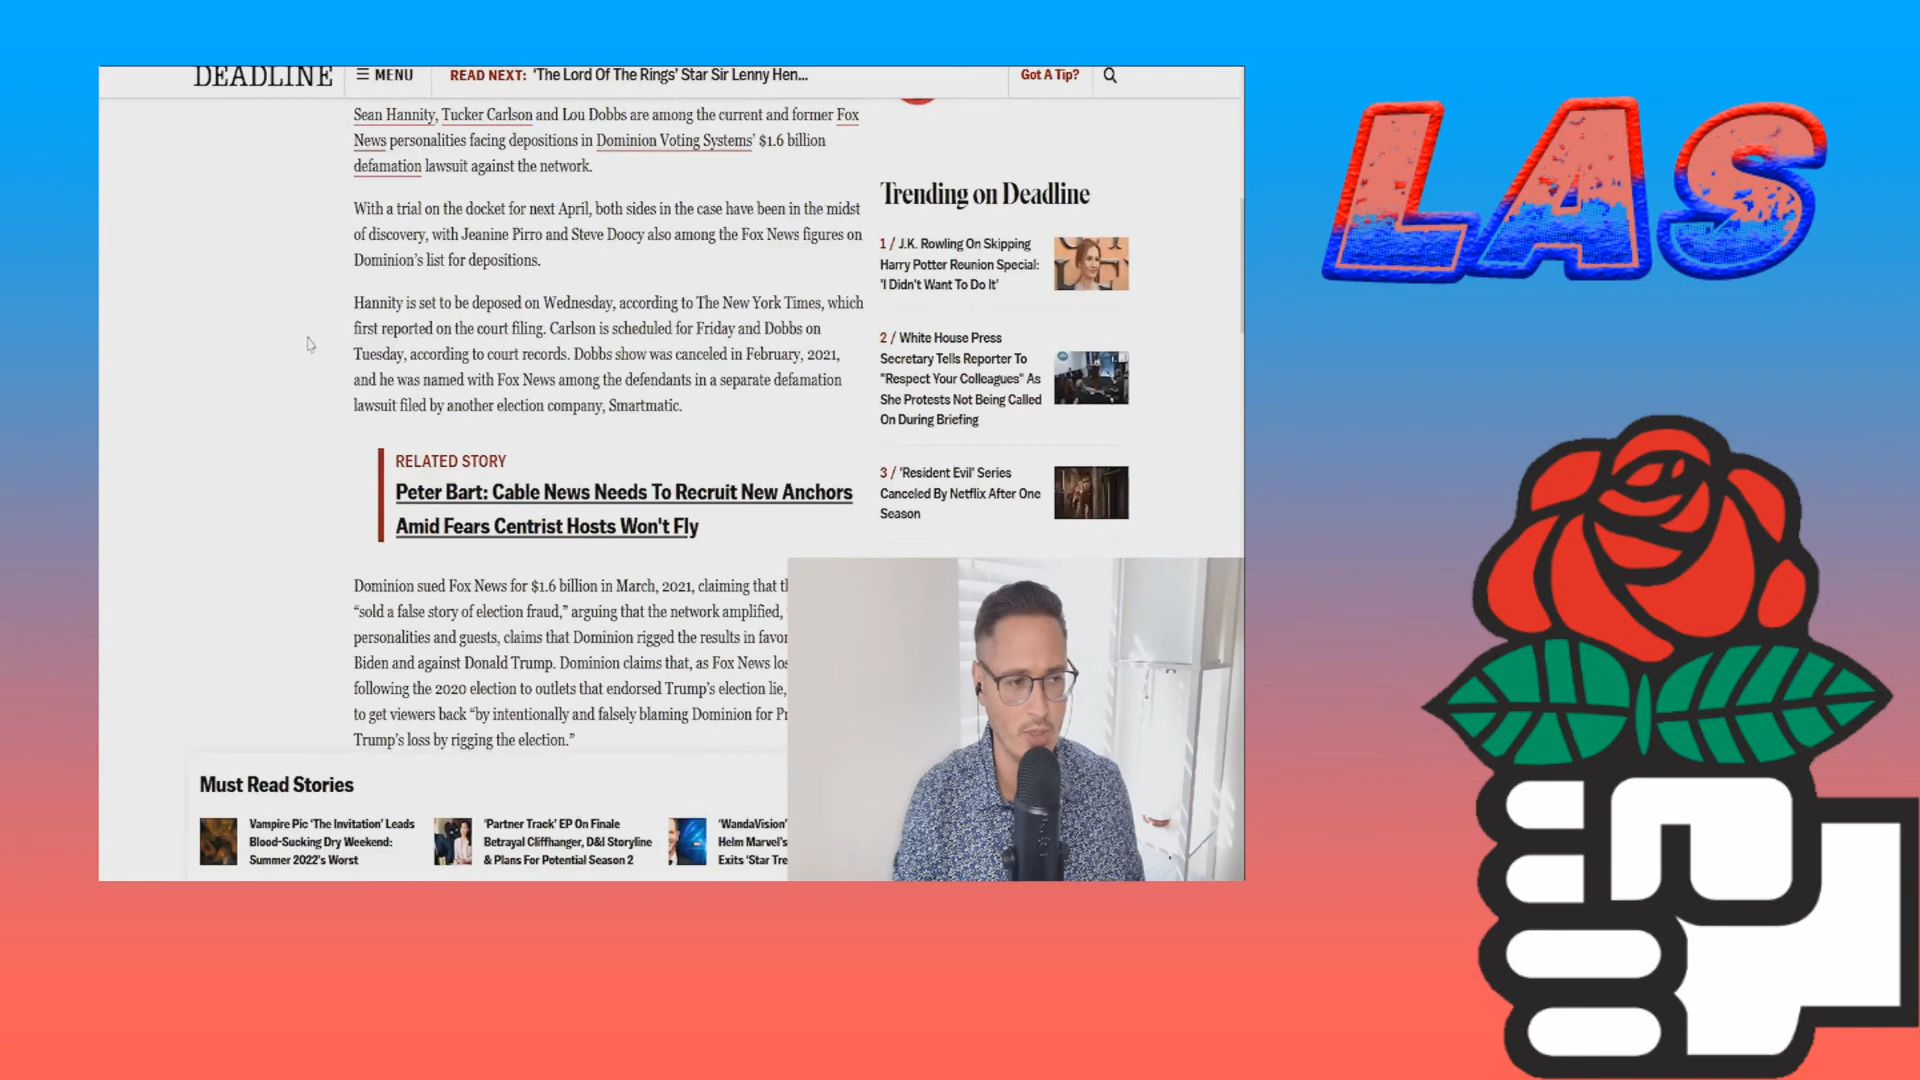 DEADLINE
MENU
READ NEXT: 'The Lord Of The Rings' Star Sir Lenny Hen...
Got A Tip?
LAS
Sean Hannity, Tucker Carlson and Lou Dobbs are among the current and former Fox
News personalities facing depositions in Dominion Voting Systems' $1.6 billion
defamation lawsuit against the network.
With a trial on the docket for next April, both sides in the case have been in the midst
of discovery, with Jeanine Pirro and Steve Doocy also among the Fox News figures on
Dominion's list for depositions.
Hannity is set to be deposed on Wednesday, according to The New York Times, which
first reported on the court filing. Carlson is scheduled for Friday and Dobbs on
Tuesday, according to court records. Dobbs show was canceled in February, 2021,
and he was named with Fox News among the defendants in a separate defamation
lawsuit filed by another election company, Smartmatic.
RELATED STORY
Peter Bart: Cable News Needs To Recruit New Anchors
Amid Fears Centrist Hosts Won't Fly
Dominion sued Fox News for $1.6 billion in March, 2021, claiming that th
“sold a false story of election fraud,” arguing that the network amplified,
personalities and guests, claims that Dominion rigged the results in favor
Biden and against Donald Trump. Dominion claims that, as Fox News los
following the 2020 election to outlets that endorsed Trump's election lie,
to get viewers back “by intentionally and falsely blaming Dominion for Pr
Trump's loss by rigging the election.”
Trending on Deadline
1 / J.K. Rowling On Skipping
Harry Potter Reunion Special:
'I Didn't Want To Do It'
2 / White House Press
Secretary Tells Reporter To
"Respect Your Colleagues" As
She Protests Not Being Called
On During Briefing
3 / 'Resident Evil' Series
Canceled By Netflix After One
Season
Must Read Stories
Vampire Pic 'The Invitation' Leads
Blood-Sucking Dry Weekend:
Summer 2022's Worst
'Partner Track' EP On Finale
Betrayal Cliffhanger, D&I Storyline
& Plans For Potential Season 2
'WandaVision'
Helm Marvel's
Exits 'Star Tre